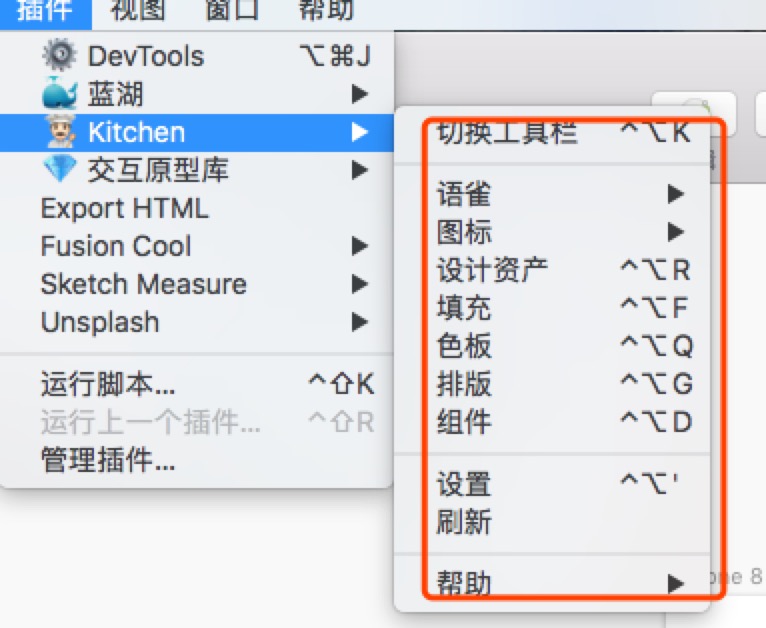 插件 视图 窗口 帮助
DevTools ⌥⌘J
蓝湖 ▶
Kitchen ▶
交互原型库 ▶
Export HTML
Fusion Cool ▶
Sketch Measure ▶
Unsplash ▶
运行脚本... ^⇧K
运行上一个插件... ^⇧R
管理插件...
切换工具栏 ^⌥K
语雀 ▶
图标 ▶
设计资产 ^⌥R
填充 ^⌥F
色板 ^⌥Q
排版 ^⌥G
组件 ^⌥D
设置 ^⌥'
刷新
帮助 ▶
one 8